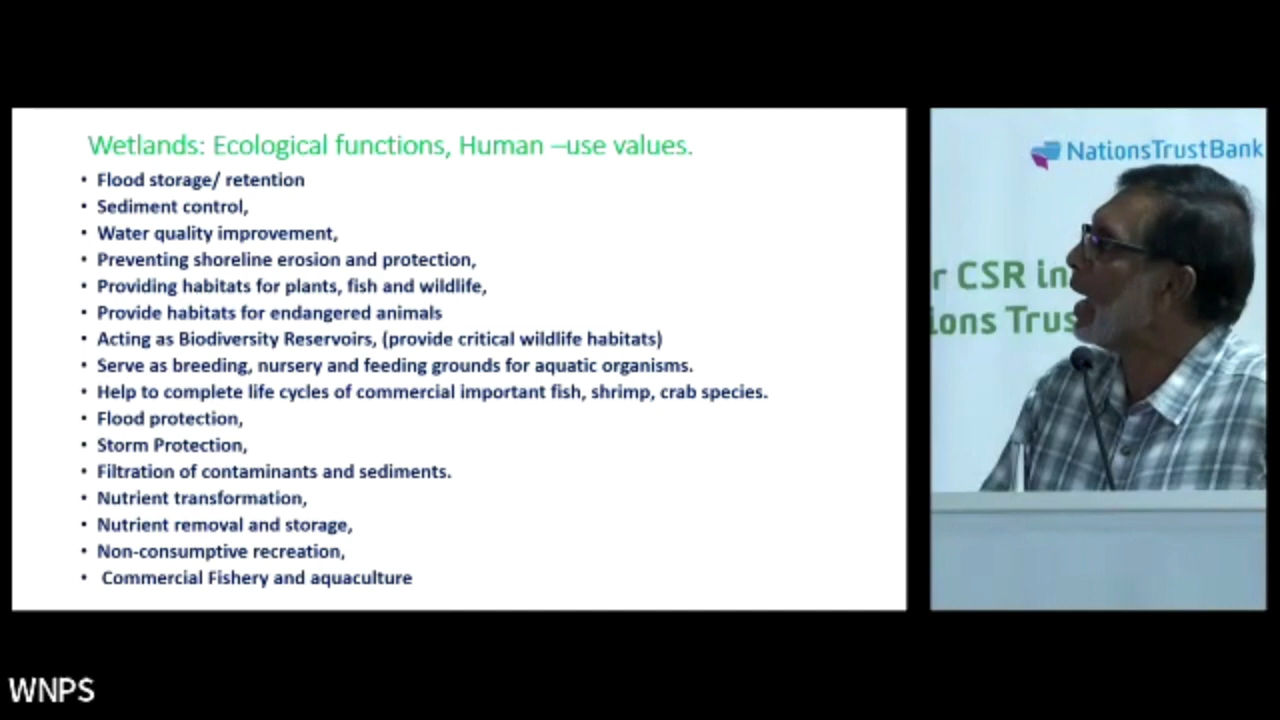 Wetlands: Ecological functions, Human –use values.
• Flood storage/ retention
• Sediment control,
• Water quality improvement,
• Preventing shoreline erosion and protection,
• Providing habitats for plants, fish and wildlife,
• Provide habitats for endangered animals
• Acting as Biodiversity Reservoirs, (provide critical wildlife habitats)
• Serve as breeding, nursery and feeding grounds for aquatic organisms.
• Help to complete life cycles of commercial important fish, shrimp, crab species.
• Flood protection,
• Storm Protection,
• Filtration of contaminants and sediments.
• Nutrient transformation,
• Nutrient removal and storage,
• Non-consumptive recreation,
• Commercial Fishery and aquaculture
NationsTrustBank
r CSR in
ions Trus
WNPS